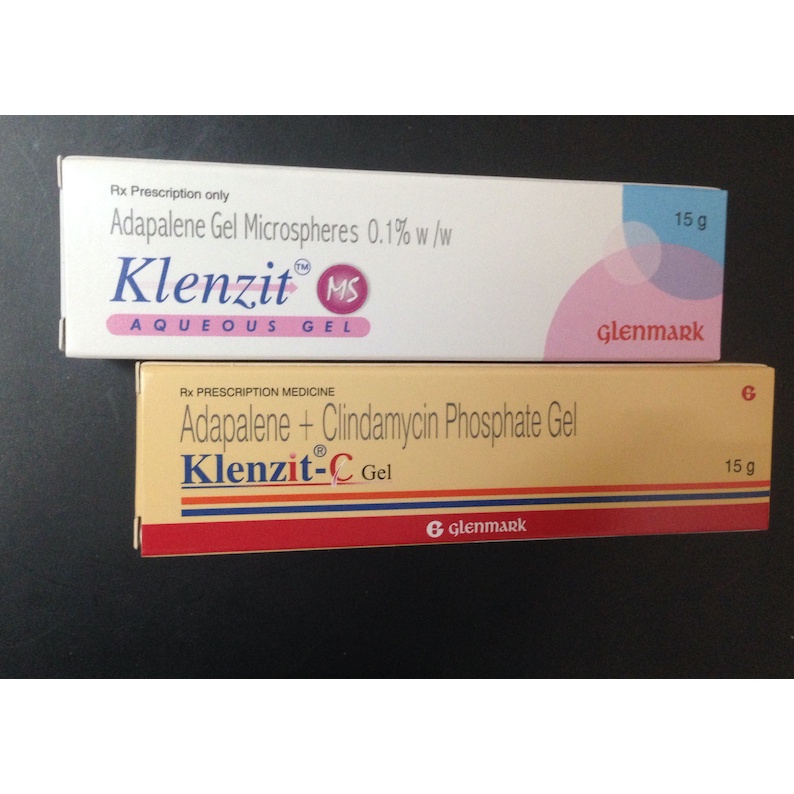 Rx Prescription only
Adapalene Gel Microspheres 0.1% w /w
15 g
Klenzit™ MS
AQUEOUS GEL
Glenmark
Rx PRESCRIPTION MEDICINE
G
Adapalene + Clindamycin Phosphate Gel
Klenzit®-C Gel
15 g
G Glenmark